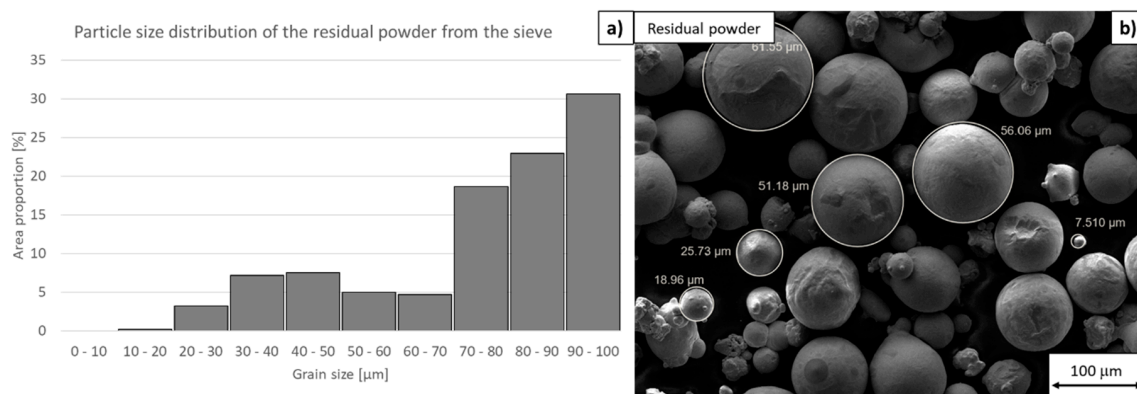 Particle size distribution of the residual powder from the sieve
Area proportion [%]
35
30
25
20
15
10
5
0
0 - 10 10 - 20 20 - 30 30 - 40 40 - 50 50 - 60 60 - 70 70 - 80 80 - 90 90 - 100
Grain size [µm]
a) Residual powder b)
61.55 µm
56.06 µm
51.18 µm
7.510 µm
25.73 µm
18.96 µm
100 µm